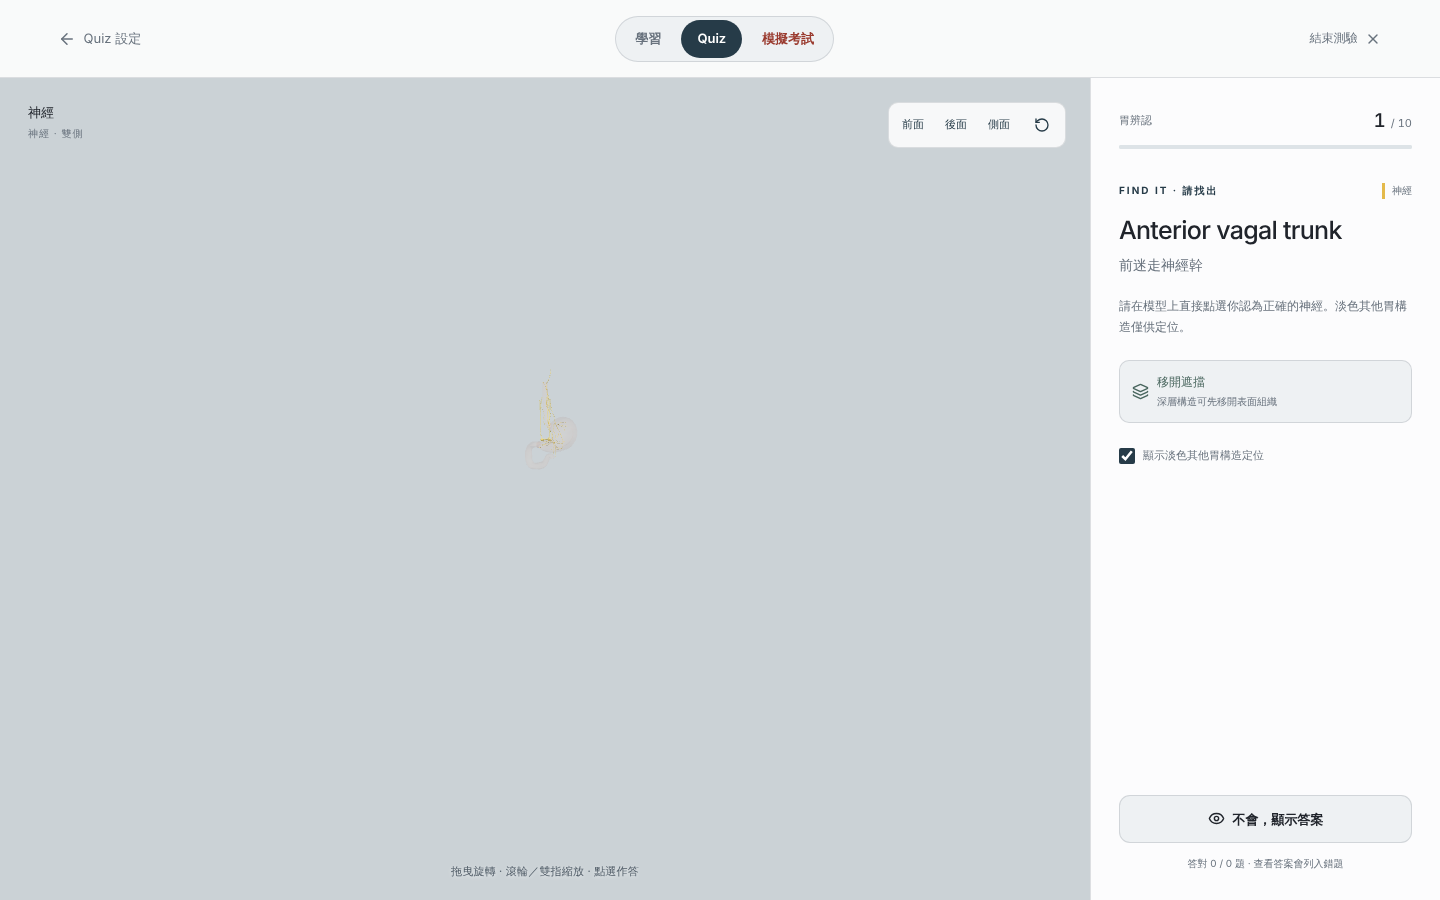 Quiz 設定
學習
Quiz
模擬考試
結束測驗
神經
神經 · 雙側
前面
後面
側面
胃辨認
1 / 10
FIND IT · 請找出
神經
Anterior vagal trunk
前迷走神經幹
請在模型上直接點選你認為正確的神經。淡色其他胃構
造僅供定位。
移開遮擋
深層構造可先移開表面組織
顯示淡色其他胃構造定位
不會，顯示答案
答對 0 / 0 題 · 查看答案會列入錯題
拖曳旋轉 · 滾輪／雙指縮放 · 點選作答